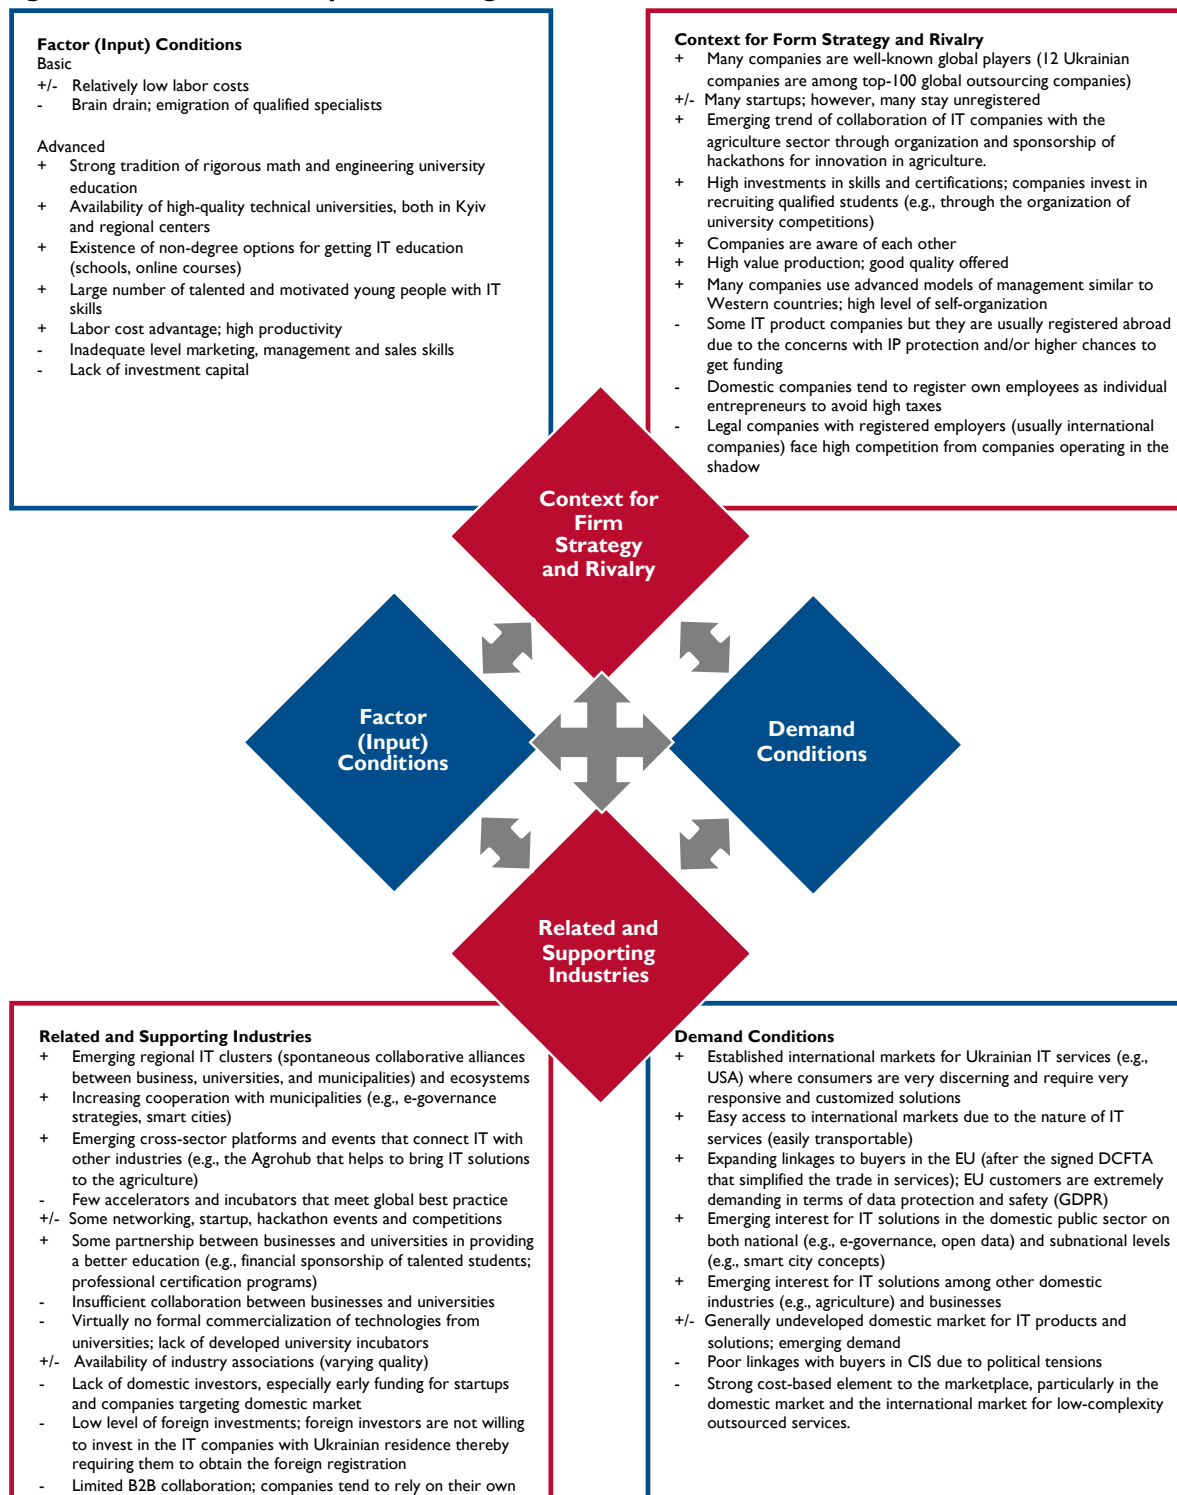 Factor (Input) Conditions
Basic
+/- Relatively low labor costs
- Brain drain; emigration of qualified specialists
Advanced
+ Strong tradition of rigorous math and engineering university
education
+ Availability of high-quality technical universities, both in Kyiv
and regional centers
+ Existence of non-degree options for getting IT education
(schools, online courses)
+ Large number of talented and motivated young people with IT
skills
+ Labor cost advantage; high productivity
- Inadequate level marketing, management and sales skills
- Lack of investment capital
Context for Form Strategy and Rivalry
+ Many companies are well-known global players (12 Ukrainian
companies are among top-100 global outsourcing companies)
+/- Many startups; however, many stay unregistered
+ Emerging trend of collaboration of IT companies with the
agriculture sector through organization and sponsorship of
hackathons for innovation in agriculture.
+ High investments in skills and certifications; companies invest in
recruiting qualified students (e.g., through the organization of
university competitions)
+ Companies are aware of each other
+ High value production; good quality offered
+ Many companies use advanced models of management similar to
Western countries; high level of self-organization
- Some IT product companies but they are usually registered abroad
due to the concerns with IP protection and/or higher chances to
get funding
- Domestic companies tend to register own employees as individual
entrepreneurs to avoid high taxes
- Legal companies with registered employers (usually international
companies) face high competition from companies operating in the
shadow
Context for
Firm
Strategy
and Rivalry
Factor
(Input)
Conditions
Demand
Conditions
Related and
Supporting
Industries
Related and Supporting Industries
+ Emerging regional IT clusters (spontaneous collaborative alliances
between business, universities, and municipalities) and ecosystems
+ Increasing cooperation with municipalities (e.g., e-governance
strategies, smart cities)
+ Emerging cross-sector platforms and events that connect IT with
other industries (e.g., the Agrohub that helps to bring IT solutions
to the agriculture)
- Few accelerators and incubators that meet global best practice
+/- Some networking, startup, hackathon events and competitions
+ Some partnership between businesses and universities in providing
a better education (e.g., financial sponsorship of talented students;
professional certification programs)
- Insufficient collaboration between businesses and universities
- Virtually no formal commercialization of technologies from
universities; lack of developed university incubators
+/- Availability of industry associations (varying quality)
- Lack of domestic investors, especially early funding for startups
and companies targeting domestic market
- Low level of foreign investments; foreign investors are not willing
to invest in the IT companies with Ukrainian residence thereby
requiring them to obtain the foreign registration
- Limited B2B collaboration; companies tend to rely on their own
Demand Conditions
+ Established international markets for Ukrainian IT services (e.g.,
USA) where consumers are very discerning and require very
responsive and customized solutions
+ Easy access to international markets due to the nature of IT
services (easily transportable)
+ Expanding linkages to buyers in the EU (after the signed DCFTA
that simplified the trade in services); EU customers are extremely
demanding in terms of data protection and safety (GDPR)
+ Emerging interest for IT solutions in the domestic public sector on
both national (e.g., e-governance, open data) and subnational levels
(e.g., smart city concepts)
+ Emerging interest for IT solutions among other domestic
industries (e.g., agriculture) and businesses
+/- Generally undeveloped domestic market for IT products and
solutions; emerging demand
- Poor linkages with buyers in CIS due to political tensions
- Strong cost-based element to the marketplace, particularly in the
domestic market and the international market for low-complexity
outsourced services.